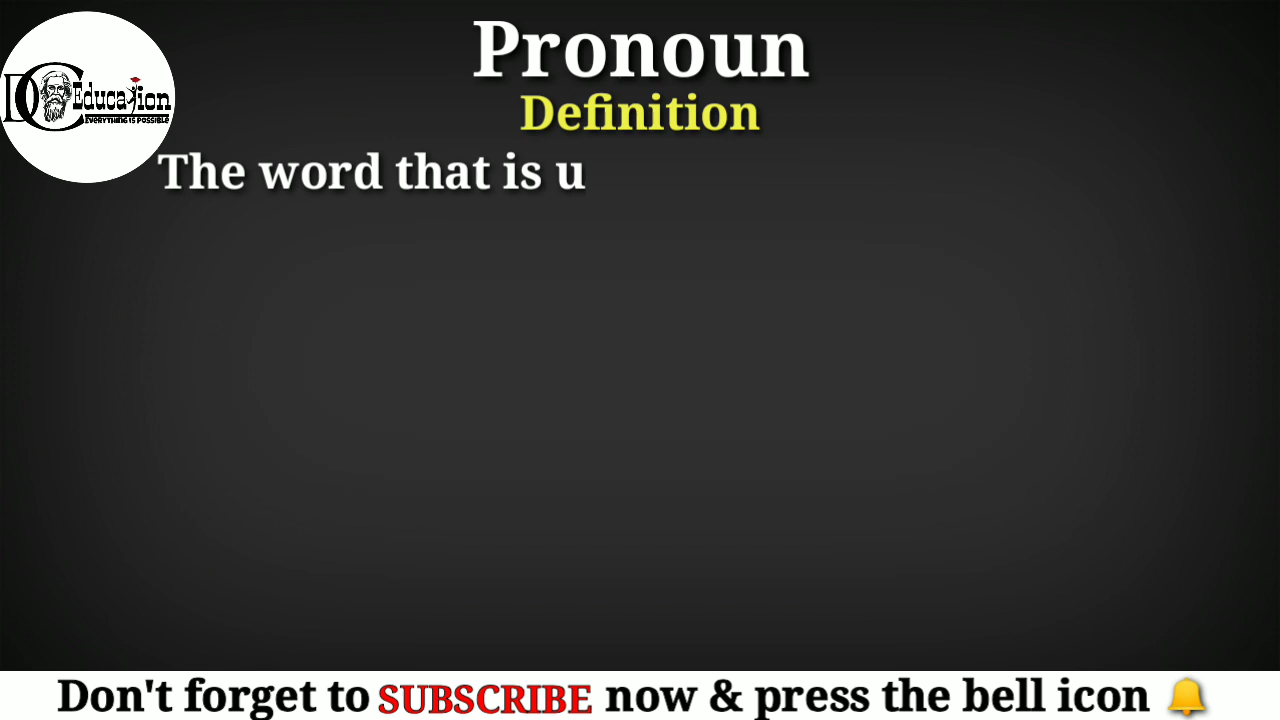 Pronoun
DC Education
EVERYTHING IS POSSIBLE
Definition
The word that is u
Don't forget to SUBSCRIBE now & press the bell icon 🔔